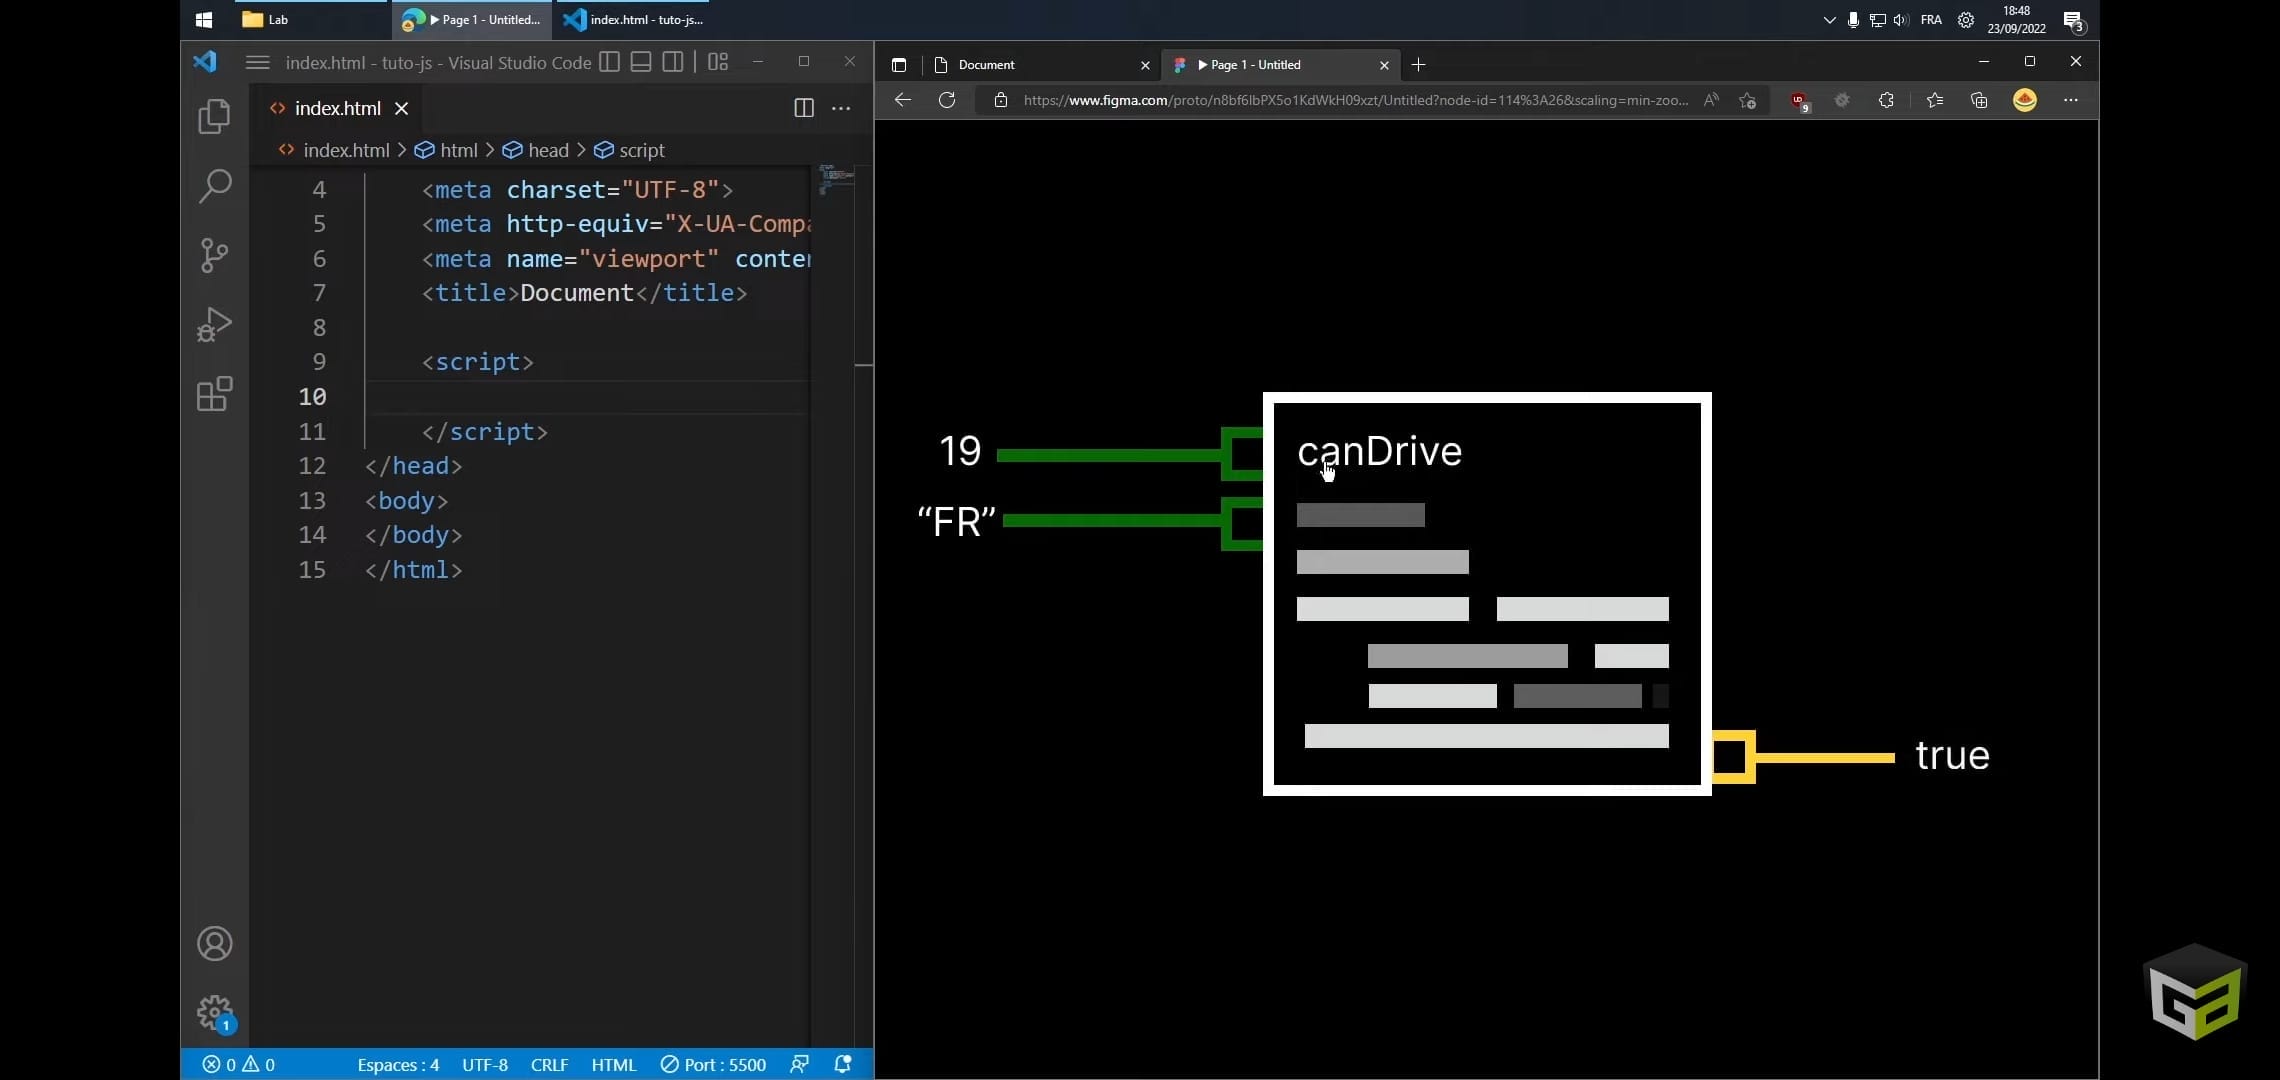 Lab
Page 1 - Untitled...
index.html - tuto-js...
FRA
18:48
23/09/2022
3
index.html - tuto-js - Visual Studio Code
Document
Page 1 - Untitled
index.html
https://www.figma.com/proto/n8bf6lbPX5o1KdWkH09xzt/Untitled?node-id=114%3A26&scaling=min-zoo...
9
index.html > html > head > script
4 <meta charset="UTF-8">
5 <meta http-equiv="X-UA-Compa
6 <meta name="viewport" conten
7 <title>Document</title>
8
9 <script>
10
11 </script>
12 </head>
13 <body>
14 </body>
15 </html>
19
"FR"
canDrive
true
1
0 0
Espaces : 4
UTF-8
CRLF
HTML
Port : 5500